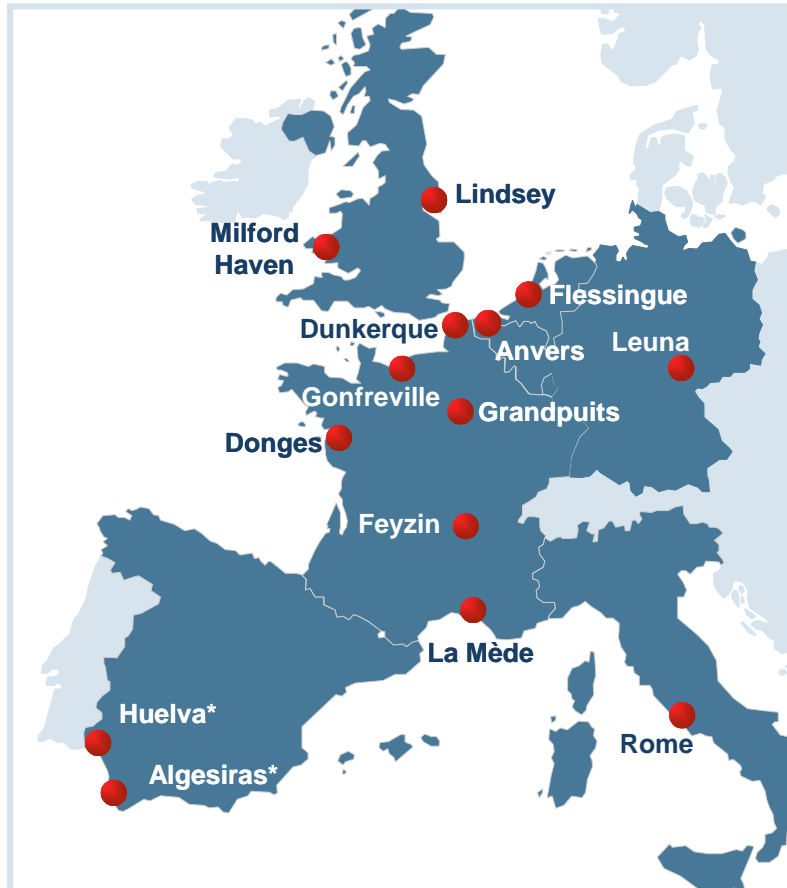 Lindsey
Milford
Haven
Flessingue
Dunkerque
Anvers
Leuna
Gonfreville
Grandpuits
Donges
Feyzin
La Mède
Huelva*
Rome
Algesiras*